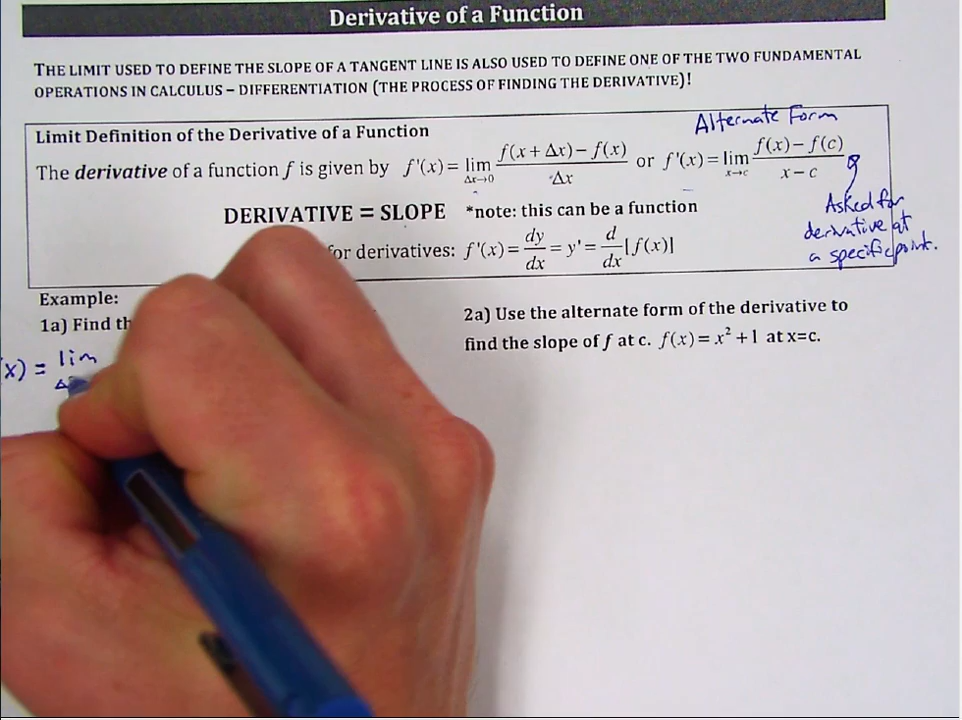 Derivative of a Function
THE LIMIT USED TO DEFINE THE SLOPE OF A TANGENT LINE IS ALSO USED TO DEFINE ONE OF THE TWO FUNDAMENTAL
OPERATIONS IN CALCULUS – DIFFERENTIATION (THE PROCESS OF FINDING THE DERIVATIVE)!
Alternate Form
Limit Definition of the Derivative of a Function
The derivative of a function f is given by f'(x) = lim Δx→0 f(x + Δx) − f(x) / Δx or f'(x) = lim x→c f(x) − f(c) / x − c
Asked for
derivative at
a specific point.
DERIVATIVE = SLOPE *note: this can be a function
for derivatives: f'(x) = dy/dx = y' = d/dx [f(x)]
Example:
1a) Find
x) = lim
Δ
2a) Use the alternate form of the derivative to
find the slope of f at c. f(x) = x² + 1 at x=c.